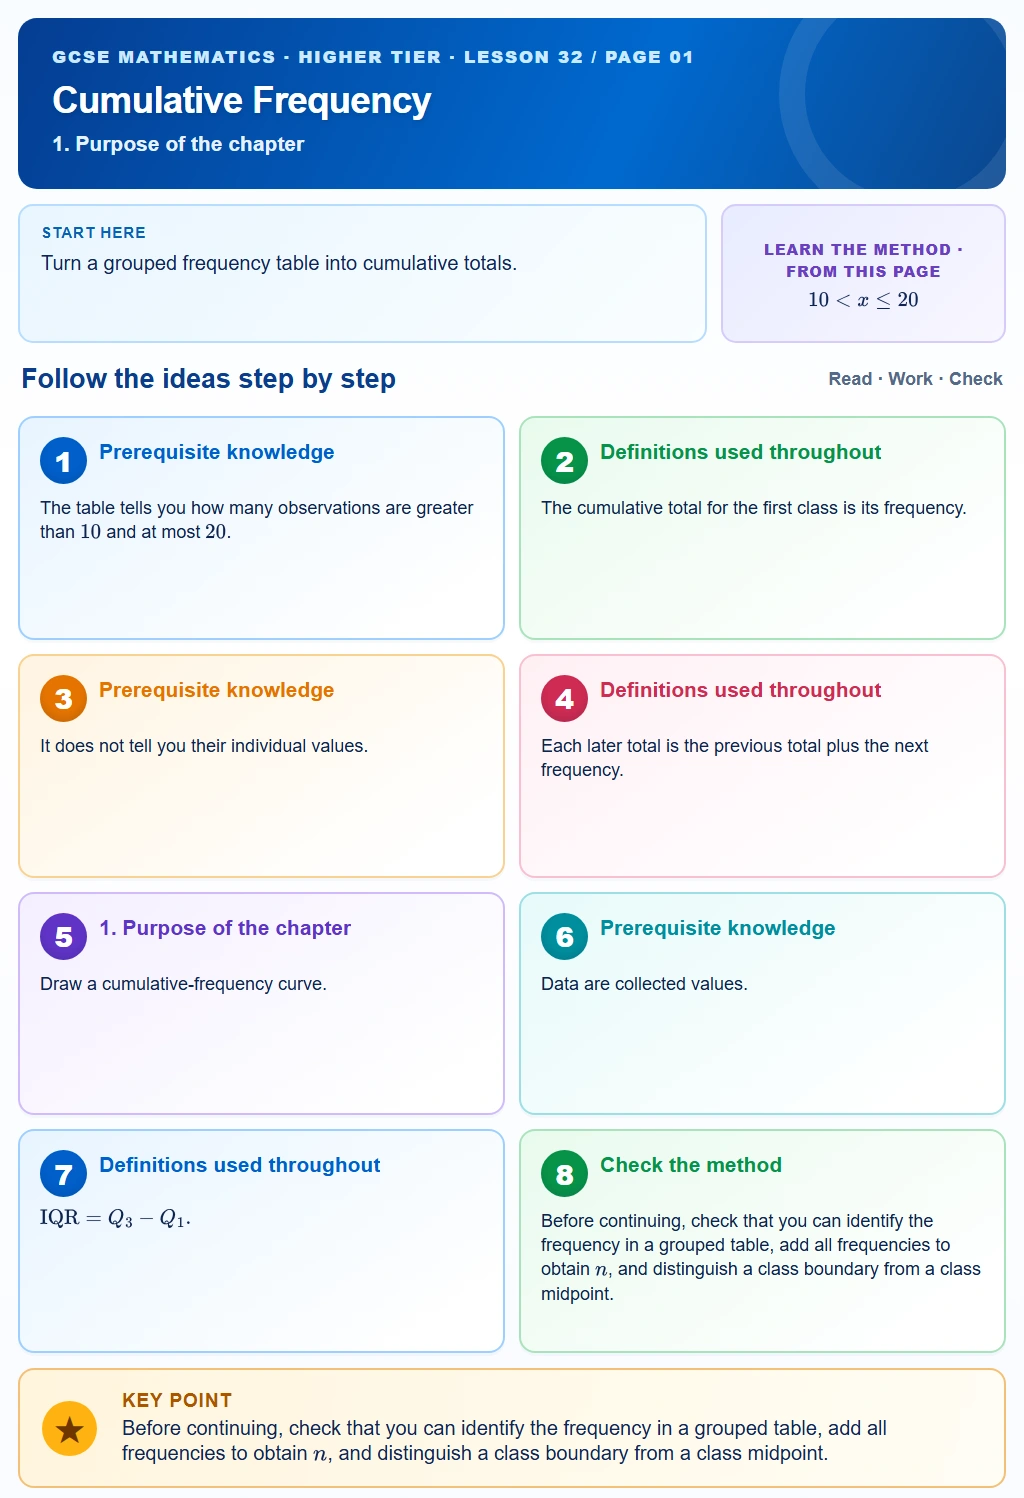 GCSE MATHEMATICS · HIGHER TIER · LESSON 32 / PAGE 01
Cumulative Frequency
1. Purpose of the chapter
START HERE
Turn a grouped frequency table into cumulative totals.
LEARN THE METHOD ·
FROM THIS PAGE
10 < x ≤ 20
Follow the ideas step by step
Read · Work · Check
1 Prerequisite knowledge
The table tells you how many observations are greater
than 10 and at most 20.
2 Definitions used throughout
The cumulative total for the first class is its frequency.
3 Prerequisite knowledge
It does not tell you their individual values.
4 Definitions used throughout
Each later total is the previous total plus the next
frequency.
5 1. Purpose of the chapter
Draw a cumulative-frequency curve.
6 Prerequisite knowledge
Data are collected values.
7 Definitions used throughout
IQR = Q₃ − Q₁.
8 Check the method
Before continuing, check that you can identify the
frequency in a grouped table, add all frequencies to
obtain n, and distinguish a class boundary from a class
midpoint.
KEY POINT
Before continuing, check that you can identify the frequency in a grouped table, add all
frequencies to obtain n, and distinguish a class boundary from a class midpoint.